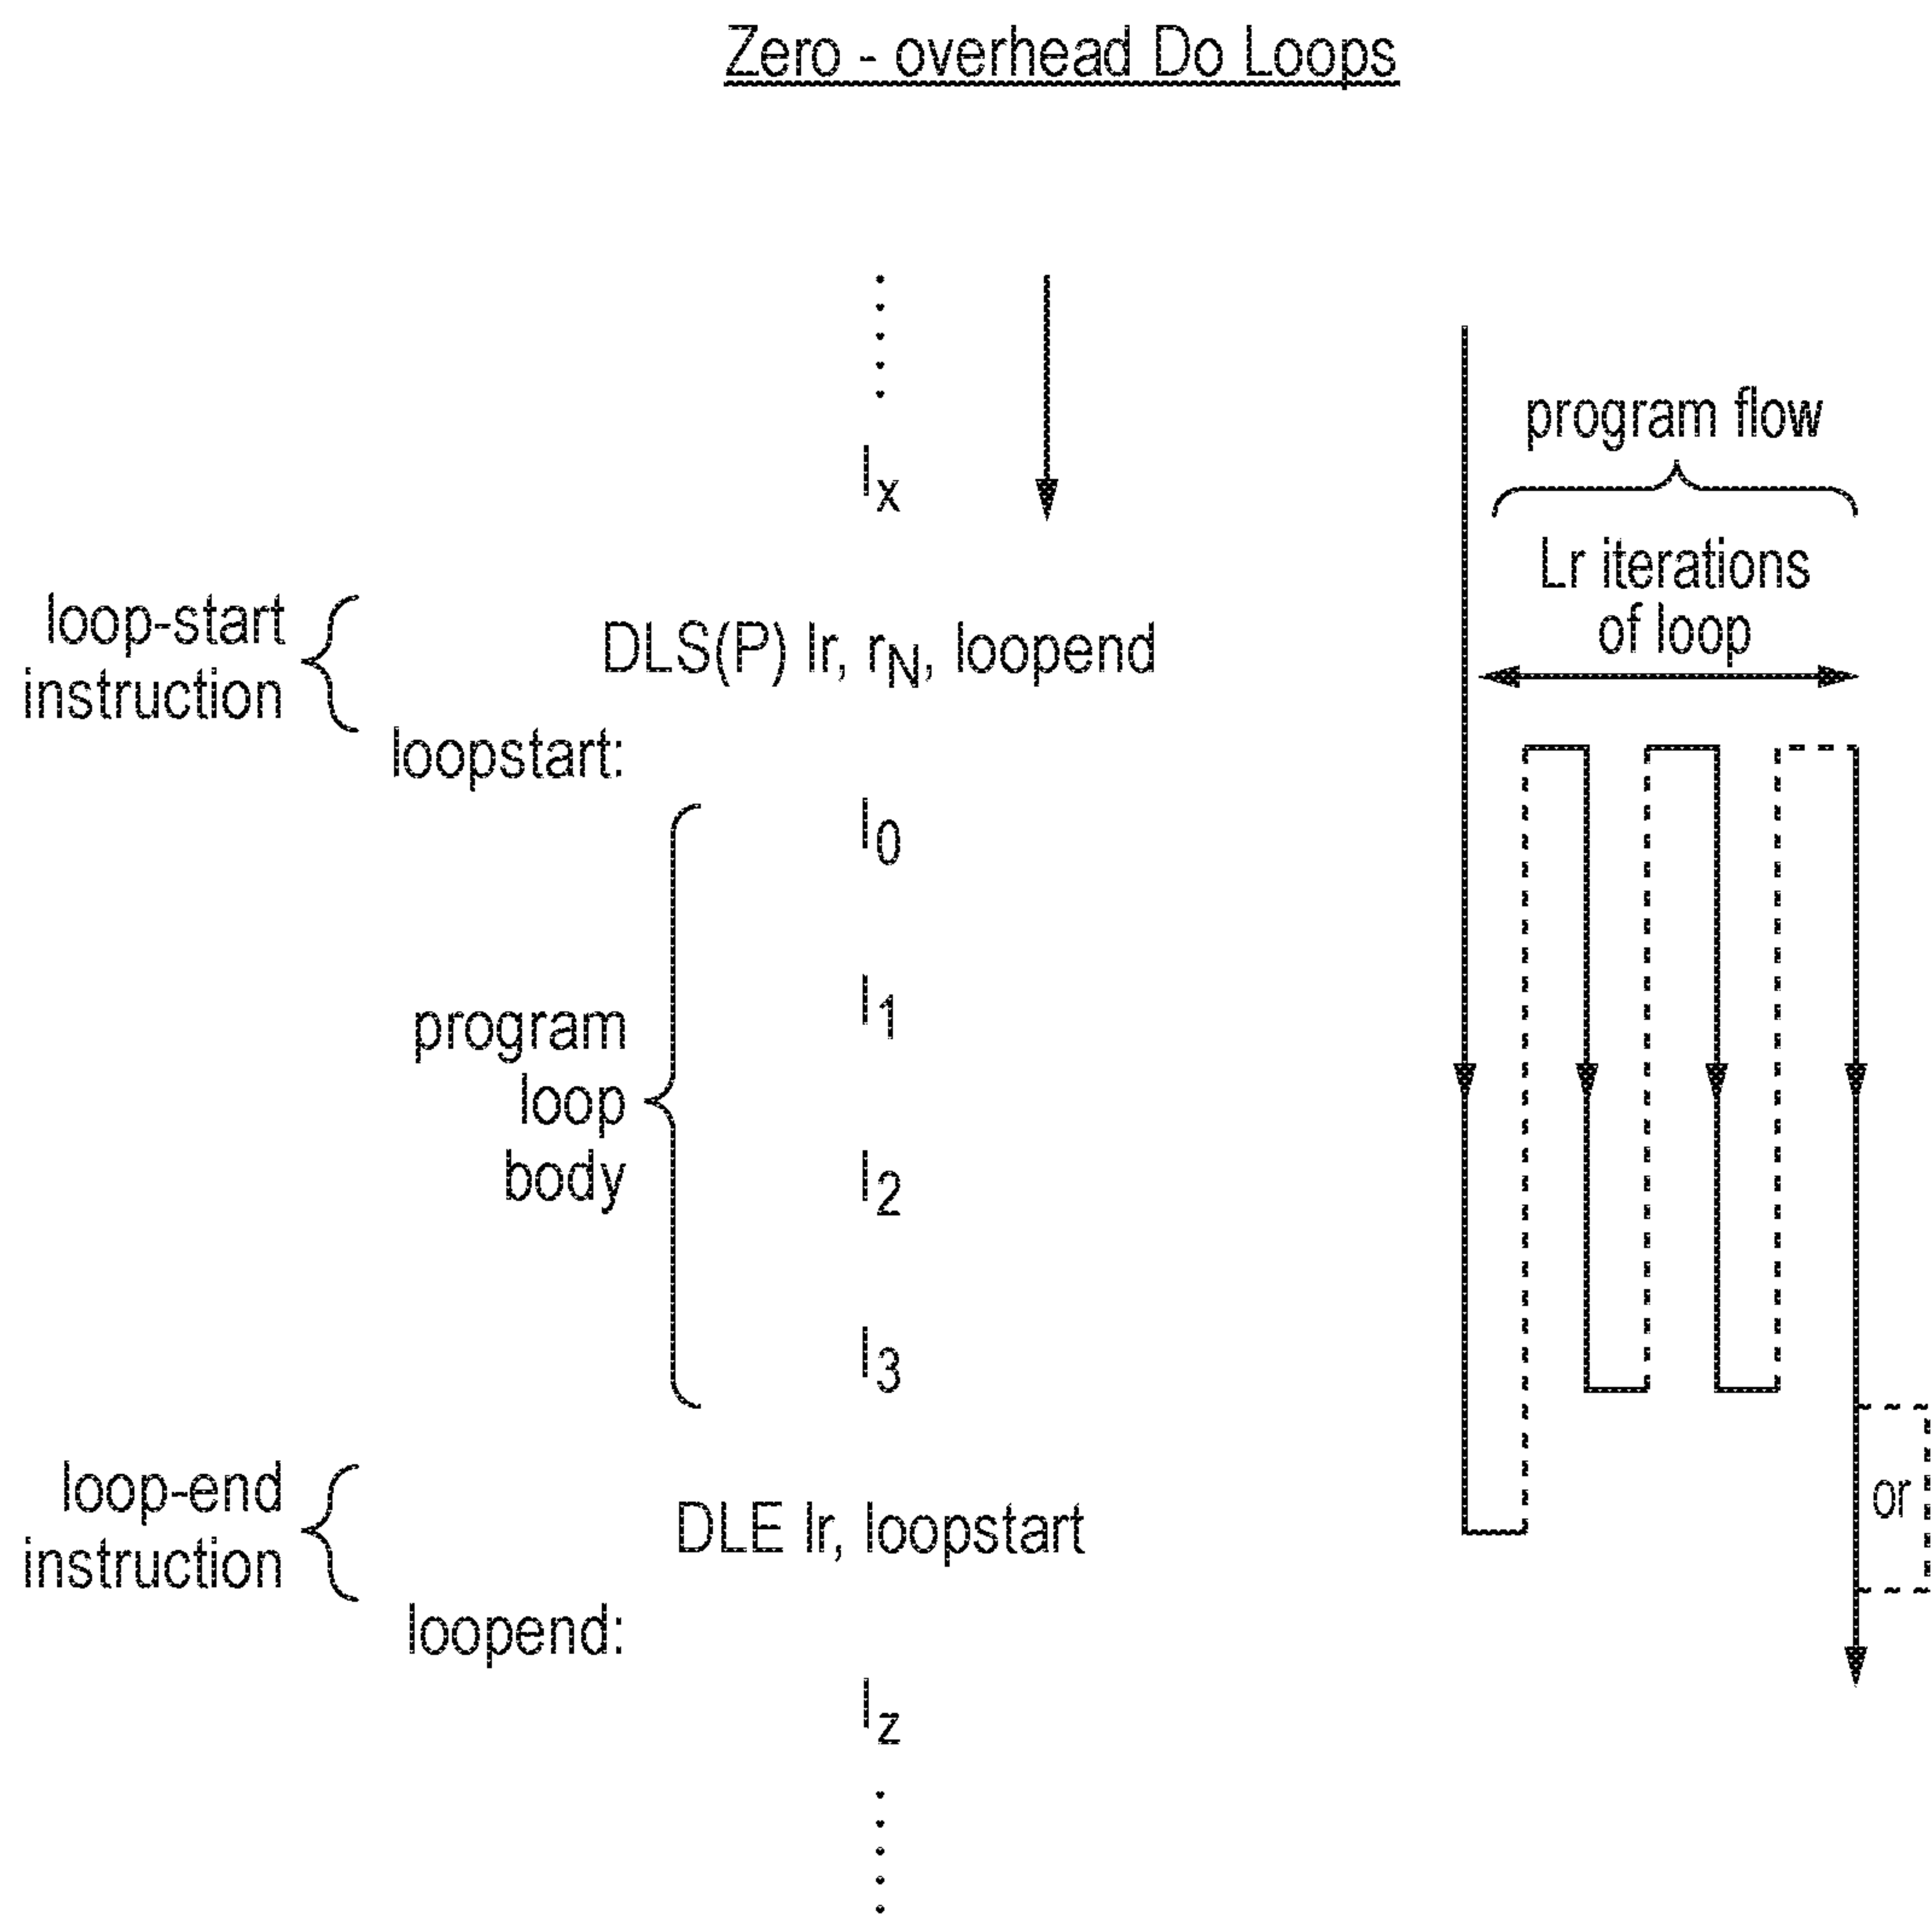 Zero - overhead Do Loops
Ix
program flow
Lr iterations
of loop
loop-start
instruction
DLS(P) lr, rN, loopend
loopstart:
I0
I1
program
loop
body
I2
I3
loop-end
instruction
DLE lr, loopstart
or
loopend:
Iz